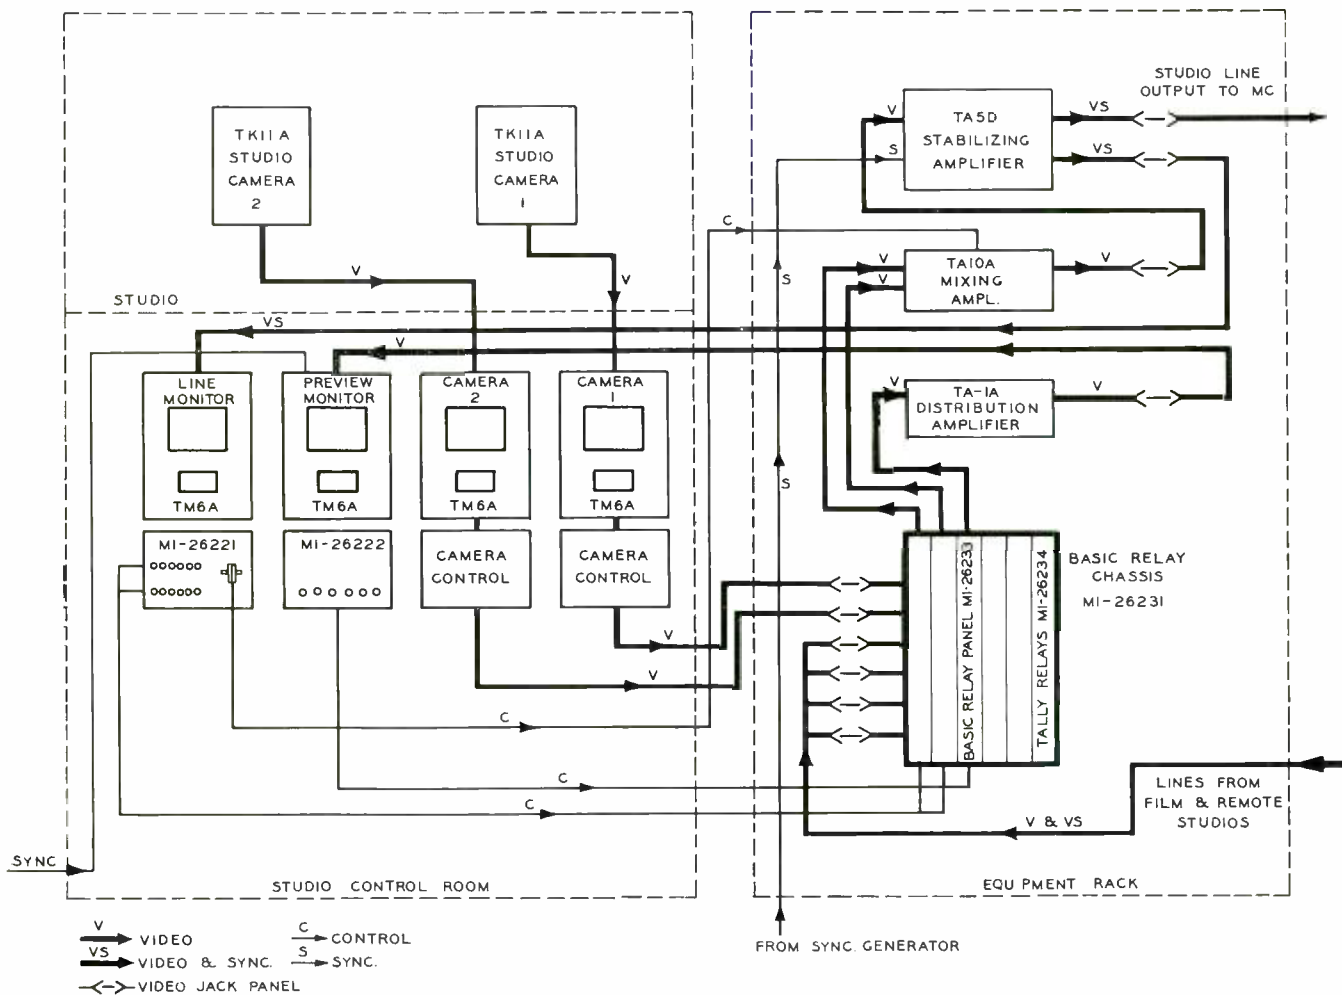 STUDIO LINE
OUTPUT TO MC
TK11A
STUDIO
CAMERA
2
TK11A
STUDIO
CAMERA
1
V
S
TA5D
STABILIZING
AMPLIFIER
VS
VS
C
V
V
S
V
V
TA10A
MIXING
AMPL.
V
STUDIO
VS
V
LINE
MONITOR
TM6A
PREVIEW
MONITOR
TM6A
CAMERA
2
TM6A
CAMERA
1
TM6A
V
TA-1A
DISTRIBUTION
AMPLIFIER
V
S
MI-26221
MI-26222
CAMERA
CONTROL
CAMERA
CONTROL
BASIC RELAY PANEL MI-26233
TALLY RELAYS MI-26234
BASIC RELAY
CHASSIS
MI-26231
V
V
C
C
C
LINES FROM
FILM & REMOTE
STUDIOS
V & VS
SYNC
STUDIO CONTROL ROOM
EQU PMENT RACK
FROM SYNC. GENERATOR
V VIDEO
C CONTROL
VS VIDEO & SYNC.
S SYNC.
VIDEO JACK PANEL